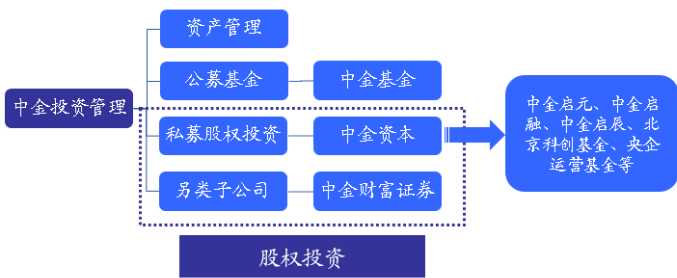 资产管理
公募基金
中金基金
中金投资管理
私募股权投资
中金资本
另类子公司
中金财富证券
中金启元、中金启
融、中金启辰、北
京科创基金、央企
运营基金等
股权投资